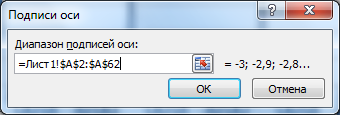 Подписи оси
Диапазон подписей оси:
=Лист1!$A$2:$A$62 = -3; -2,9; -2,8...
ОК Отмена